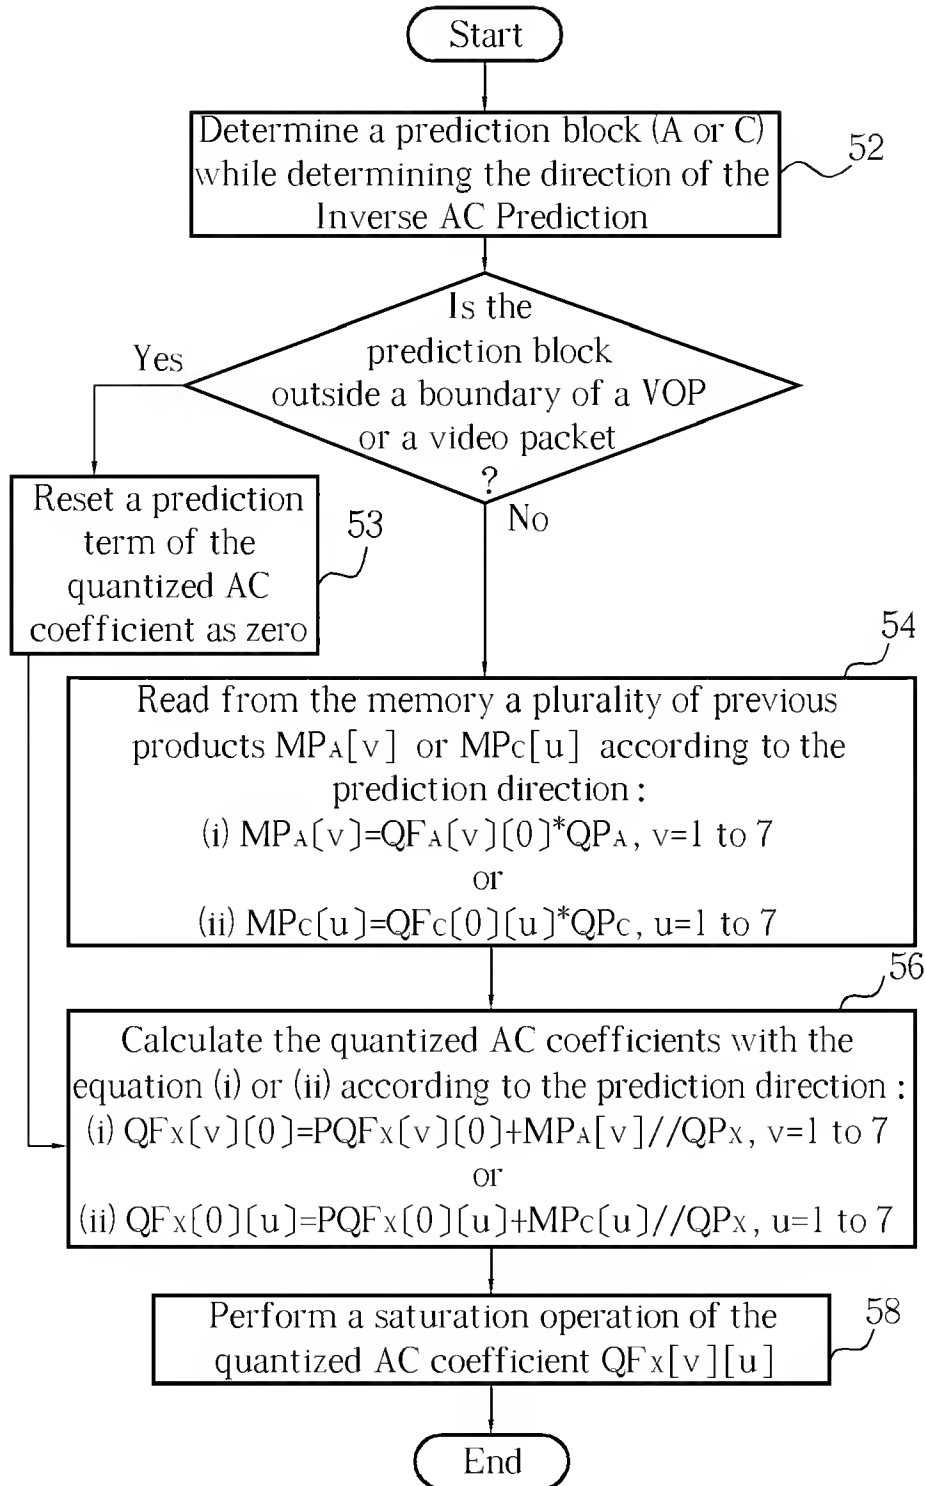 Start
Determine a prediction block (A or C)
while determining the direction of the
Inverse AC Prediction
52
Is the
prediction block
outside a boundary of a VOP
or a video packet
?
Yes
No
Reset a prediction
term of the
quantized AC
coefficient as zero
53
54
Read from the memory a plurality of previous
products MPA[v] or MPC[u] according to the
prediction direction:
(i) MPA[v]=QFA[v][0]*QPA, v=1 to 7
or
(ii) MPC[u]=QFC[0][u]*QPC, u=1 to 7
56
Calculate the quantized AC coefficients with the
equation (i) or (ii) according to the prediction direction:
(i) QFX[v][0]=PQFX[v][0]+MPA[v]//QPX, v=1 to 7
or
(ii) QFX[0][u]=PQFX[0][u]+MPC[u]//QPX, u=1 to 7
Perform a saturation operation of the
quantized AC coefficient QFX[v][u]
58
End